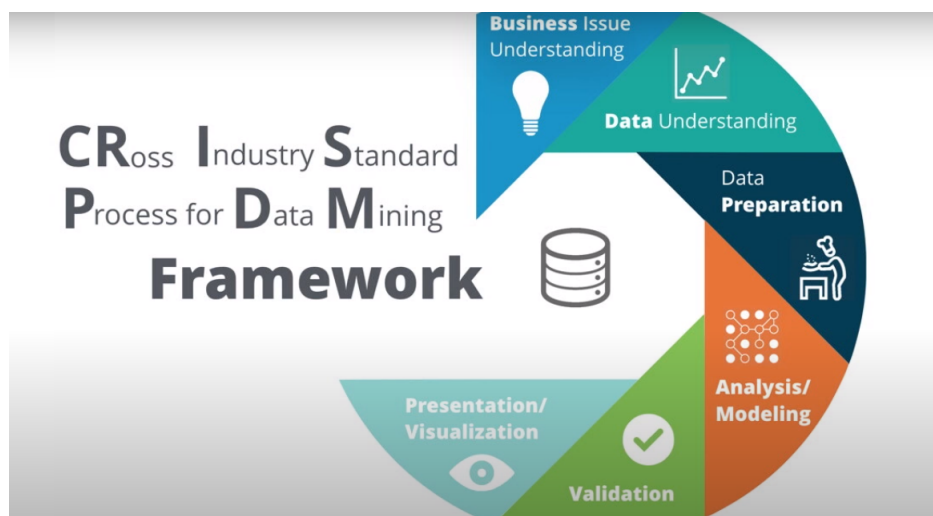 CRoss Industry Standard
Process for Data Mining
Framework
Business Issue
Understanding
Data Understanding
Data
Preparation
Analysis/
Modeling
Validation
Presentation/
Visualization